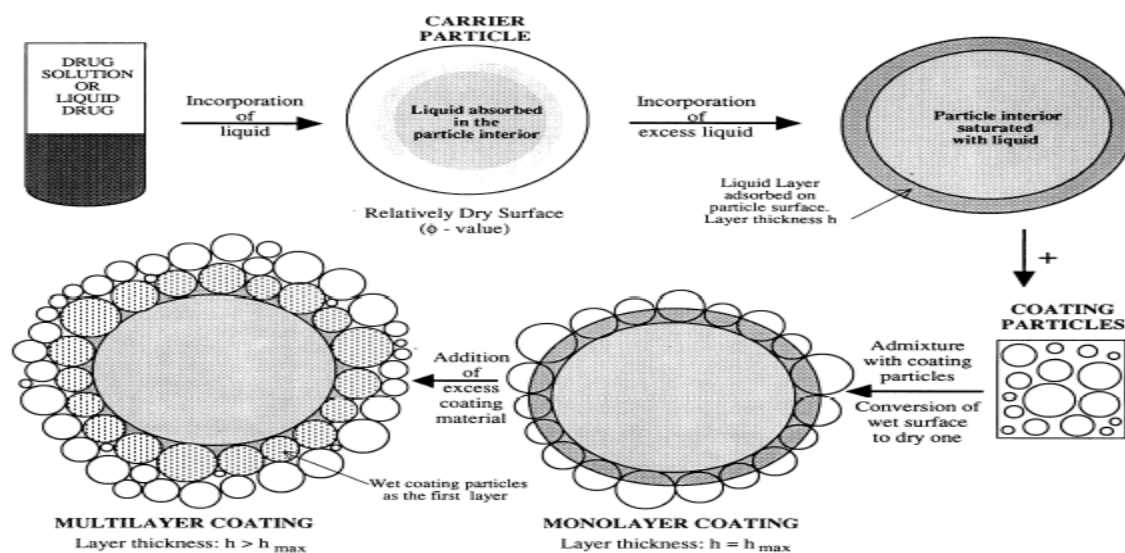 DRUG
SOLUTION
OR
LIQUID
DRUG
Incorporation
of
liquid
CARRIER
PARTICLE
Liquid absorbed
in the
particle interior
Relatively Dry Surface
(ϕ - value)
Incorporation
of
excess liquid
Particle interior
saturated
with liquid
Liquid Layer
adsorbed on
particle surface.
Layer thickness h
+
COATING
PARTICLES
Admixture
with coating
particles
Conversion of
wet surface
to dry one
MONOLAYER COATING
Layer thickness: h = h max
Addition
of
excess
coating
material
Wet coating particles
as the first layer
MULTILAYER COATING
Layer thickness: h > h max